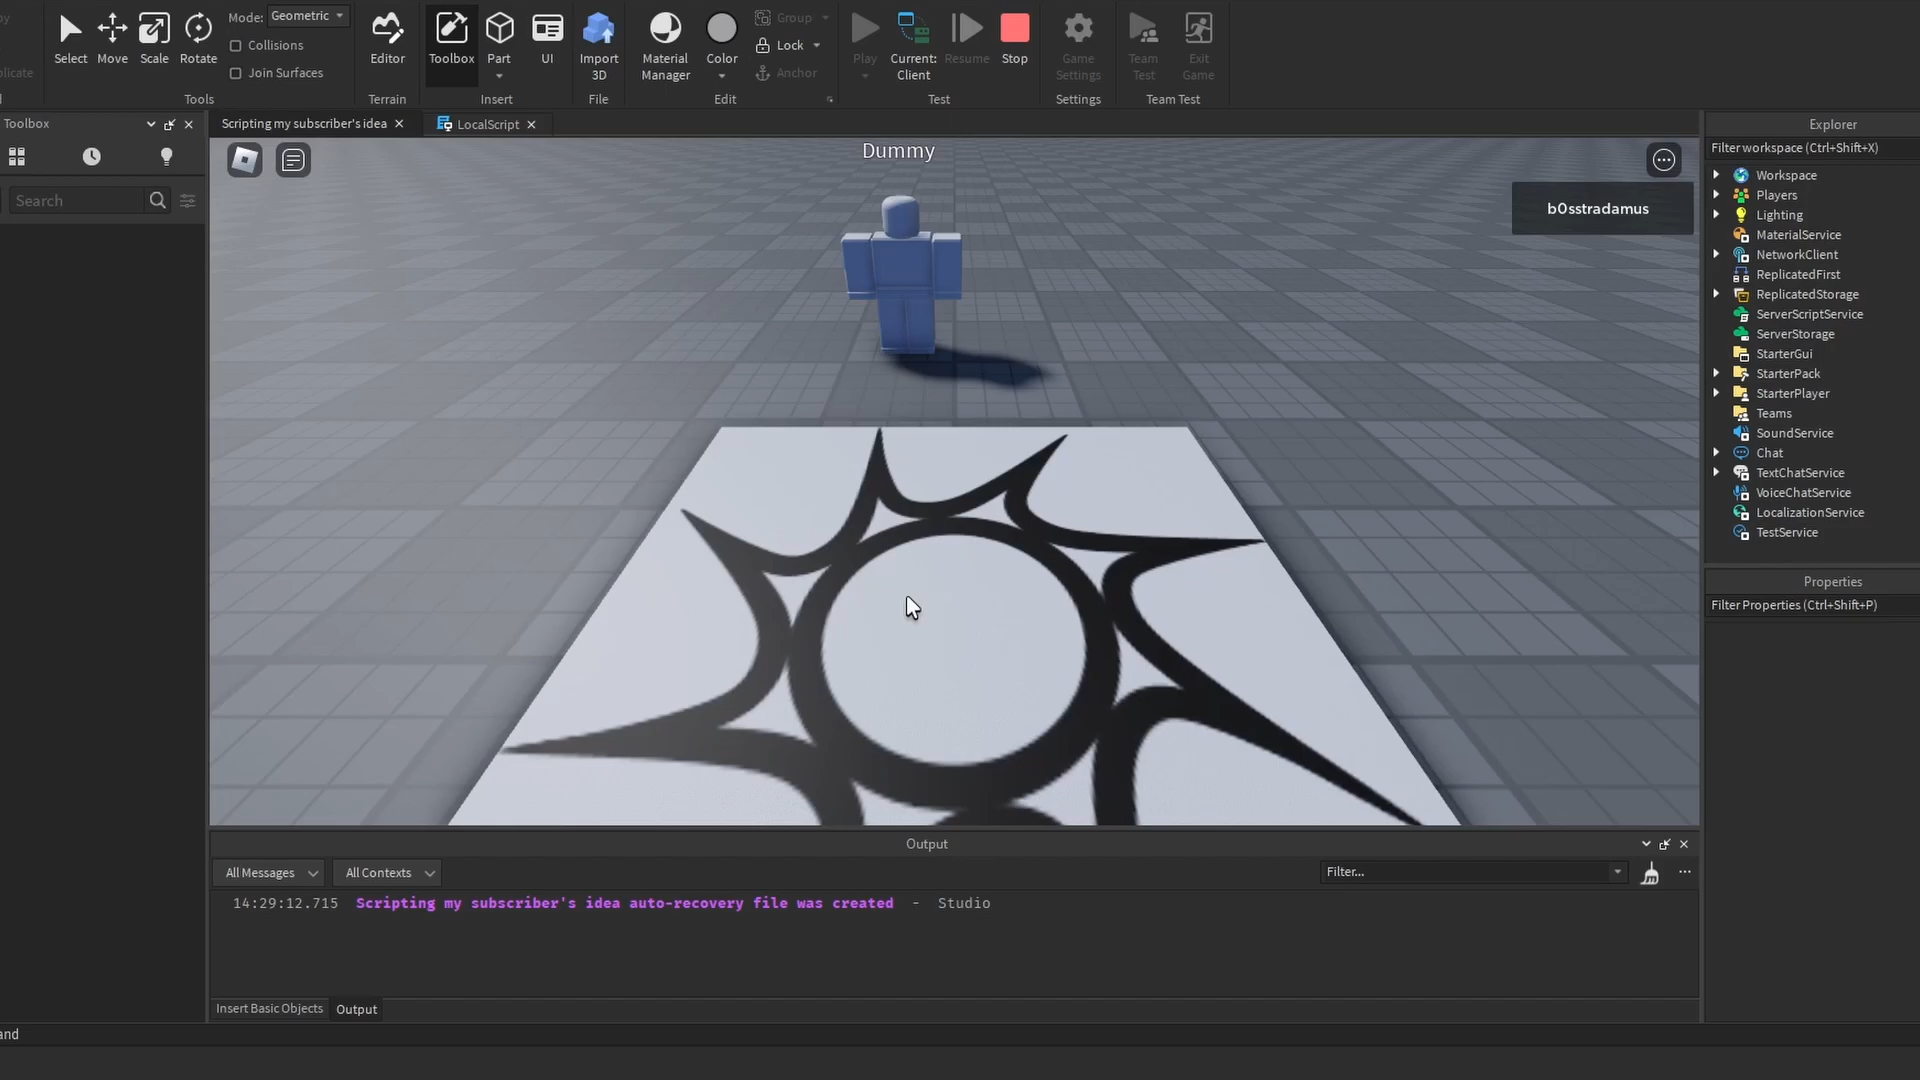 Mode: Geometric
Collisions
Join Surfaces
Select Move Scale Rotate
Tools
Editor
Terrain
Toolbox Part UI
Insert
Import
3D
File
Material
Manager
Color
Group
Lock
Anchor
Edit
Play
Current:
Client
Resume
Stop
Test
Game
Settings
Settings
Team
Test
Exit
Game
Team Test
Toolbox
Search
Scripting my subscriber's idea
LocalScript
Dummy
b0sstradamus
Explorer
Filter workspace (Ctrl+Shift+X)
Workspace
Players
Lighting
MaterialService
NetworkClient
ReplicatedFirst
ReplicatedStorage
ServerScriptService
ServerStorage
StarterGui
StarterPack
StarterPlayer
Teams
SoundService
Chat
TextChatService
VoiceChatService
LocalizationService
TestService
Properties
Filter Properties (Ctrl+Shift+P)
Output
All Messages All Contexts Filter...
14:29:12.715 Scripting my subscriber's idea auto-recovery file was created - Studio
Insert Basic Objects Output